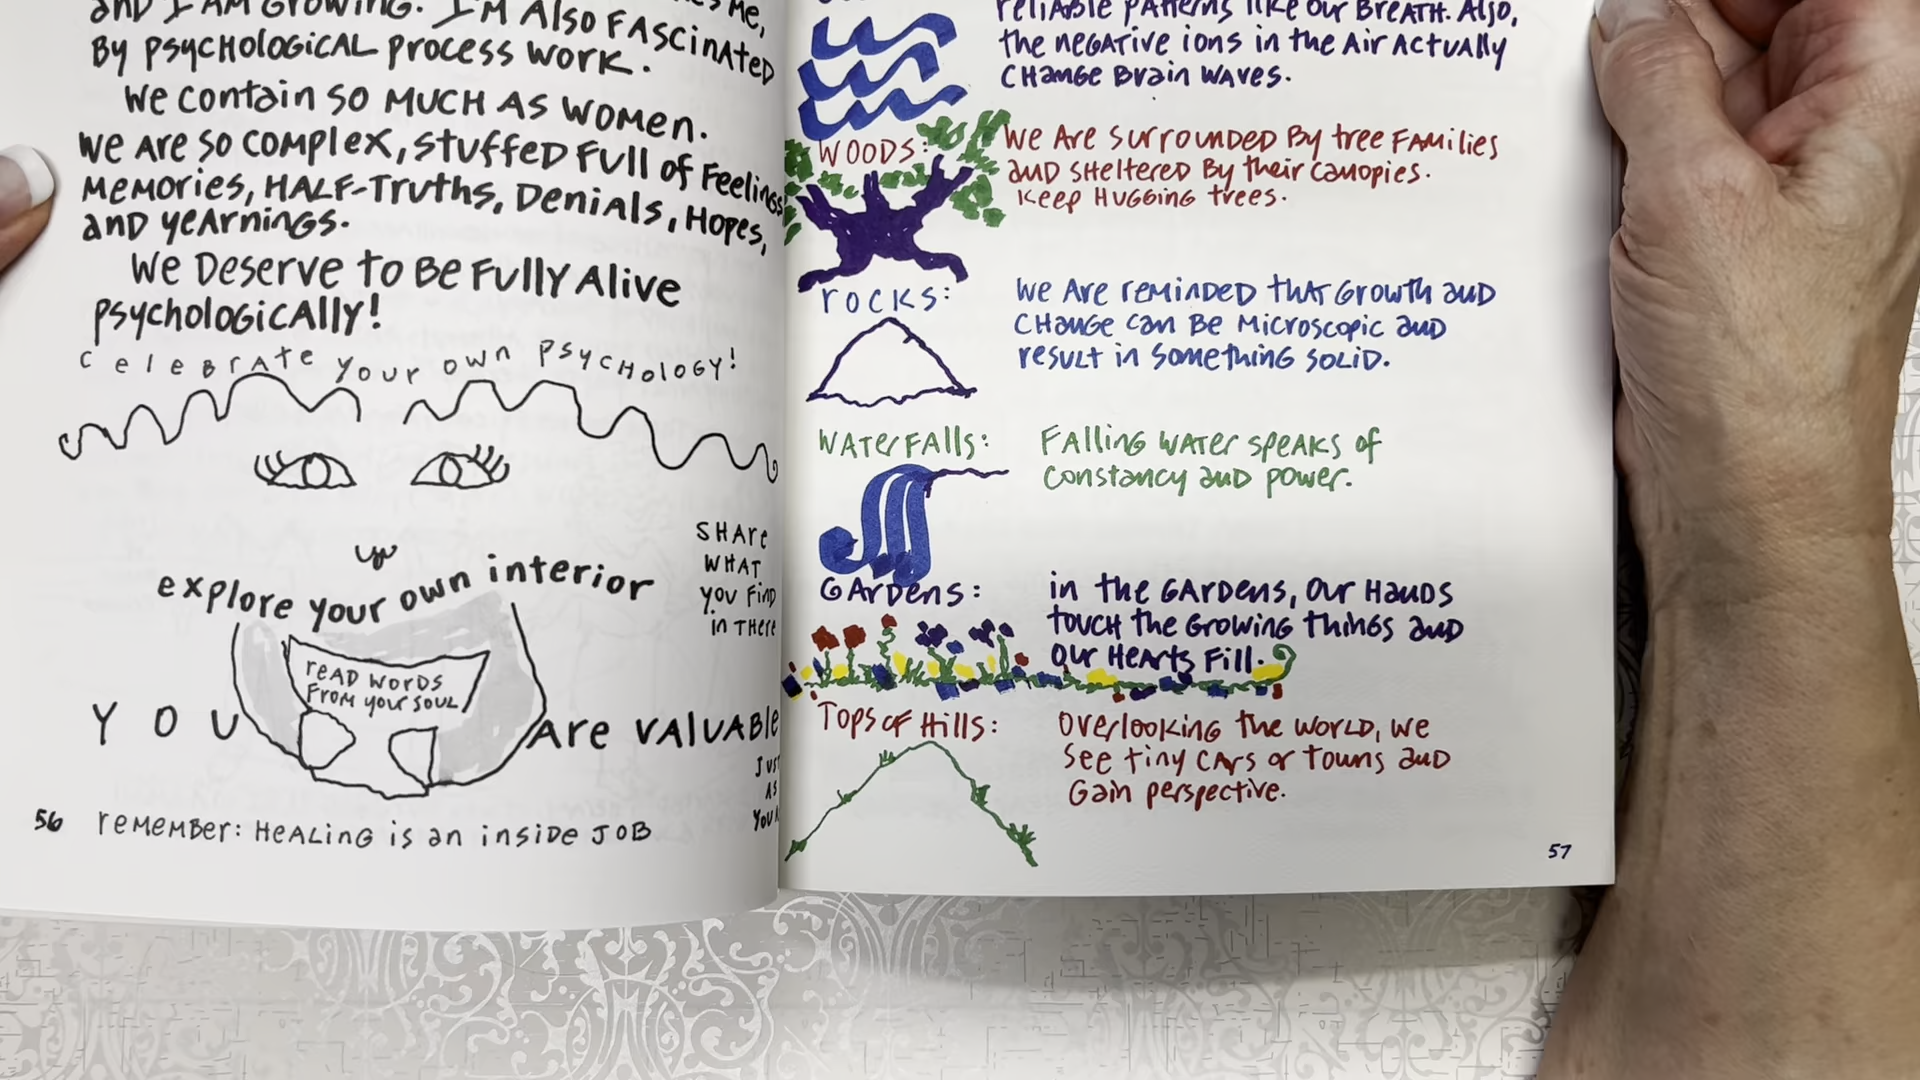 and I AM GROWING. I'M ALSO FASCINATED
BY PSYCHOLOGICAL PROCESS WORK.
WE CONTAIN SO MUCH AS WOMEN.
WE ARE SO COMPLEX, STUFFED FULL OF FEELINGS
MEMORIES, HALF-TRUTHS, DENIALS, HOPES,
AND YEARNINGS.
WE DESERVE TO BE FULLY ALIVE
PSYCHOLOGICALLY!
CELEBRATE YOUR OWN PSYCHOLOGY!
explore your own interior
SHARE
WHAT
YOU FIND
IN THERE
READ WORDS
FROM YOUR SOUL
YOU ARE VALUABLE
JUST
AS
YOU
56 REMEMBER: HEALING IS AN INSIDE JOB
RELIABLE PATTERNS LIKE OUR BREATH. ALSO,
THE NEGATIVE IONS IN THE AIR ACTUALLY
CHANGE BRAIN WAVES.
WOODS: WE ARE SURROUNDED BY TREE FAMILIES
AND SHELTERED BY THEIR CANOPIES.
KEEP HUGGING TREES.
ROCKS: WE ARE REMINDED THAT GROWTH AND
CHANGE CAN BE MICROSCOPIC AND
RESULT IN SOMETHING SOLID.
WATERFALLS: FALLING WATER SPEAKS OF
CONSTANCY AND POWER.
GARDENS: IN THE GARDENS, OUR HANDS
TOUCH THE GROWING THINGS AND
OUR HEARTS FILL.
TOPS OF HILLS: OVERLOOKING THE WORLD, WE
SEE TINY CARS OR TOWNS AND
GAIN PERSPECTIVE.
57